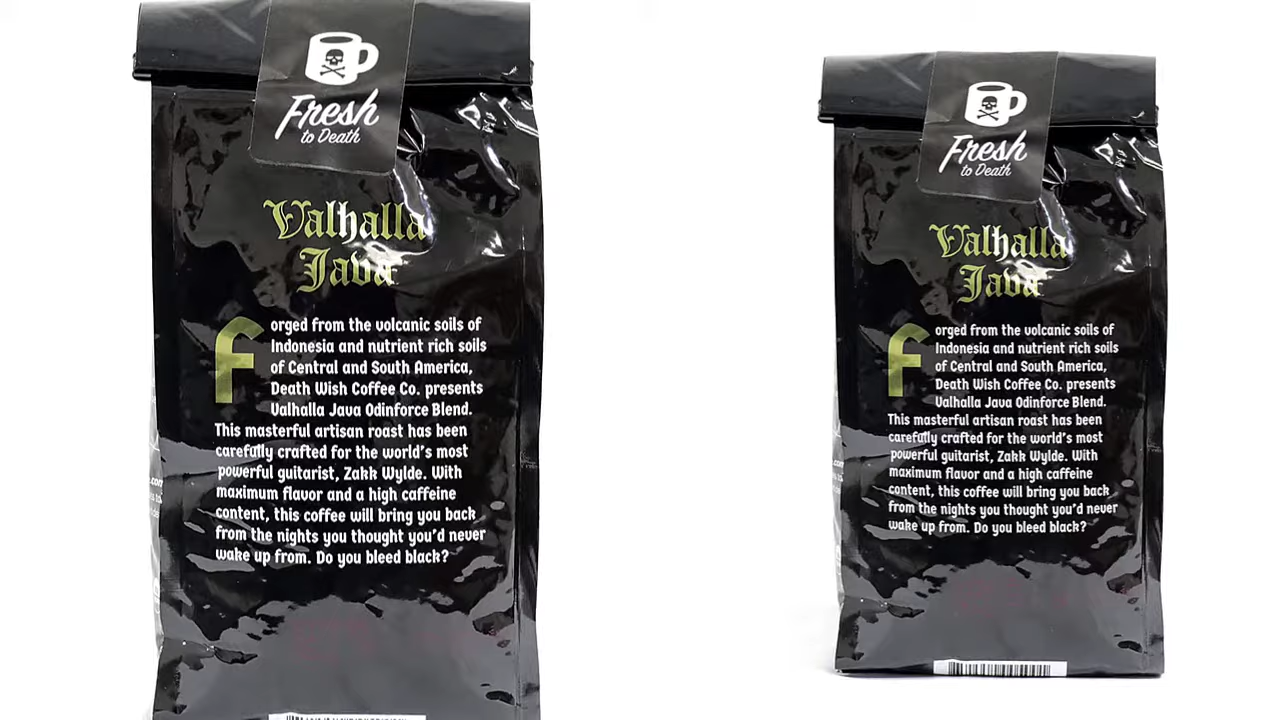 Fresh
to Death
Valhalla
Java
Forged from the volcanic soils of
Indonesia and nutrient rich soils
of Central and South America,
Death Wish Coffee Co. presents
Valhalla Java Odinforce Blend.
This masterful artisan roast has been
carefully crafted for the world's most
powerful guitarist, Zakk Wylde. With
maximum flavor and a high caffeine
content, this coffee will bring you back
from the nights you thought you'd never
wake up from. Do you bleed black?
Fresh
to Death
Valhalla
Java
Forged from the volcanic soils of
Indonesia and nutrient rich soils
of Central and South America,
Death Wish Coffee Co. presents
Valhalla Java Odinforce Blend.
This masterful artisan roast has been
carefully crafted for the world's most
powerful guitarist, Zakk Wylde. With
maximum flavor and a high caffeine
content, this coffee will bring you back
from the nights you thought you'd never
wake up from. Do you bleed black?